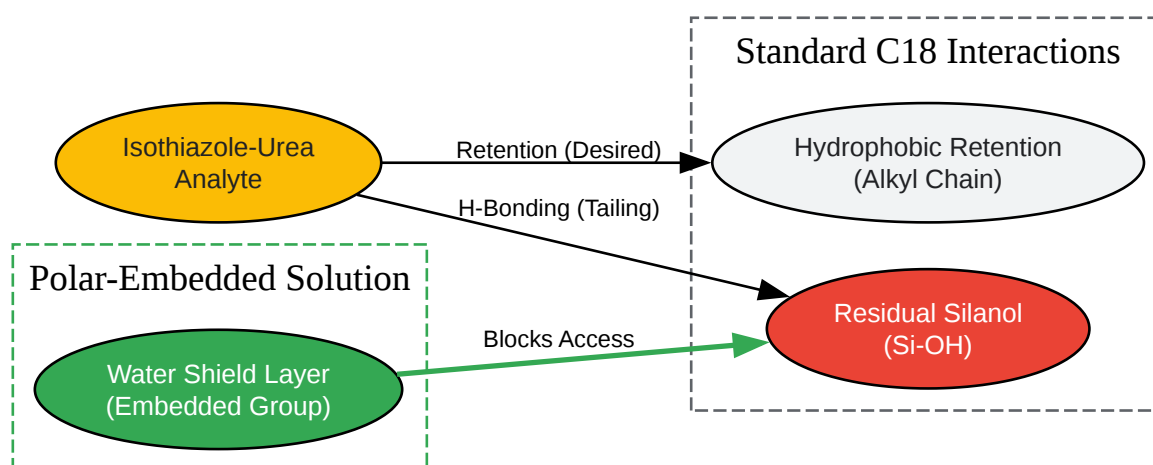 Standard C18 Interactions
Isothiazole-Urea
Analyte
Retention (Desired)
Hydrophobic Retention
(Alkyl Chain)
H-Bonding (Tailing)
Polar-Embedded Solution
Residual Silanol
(Si-OH)
Blocks Access
Water Shield Layer
(Embedded Group)